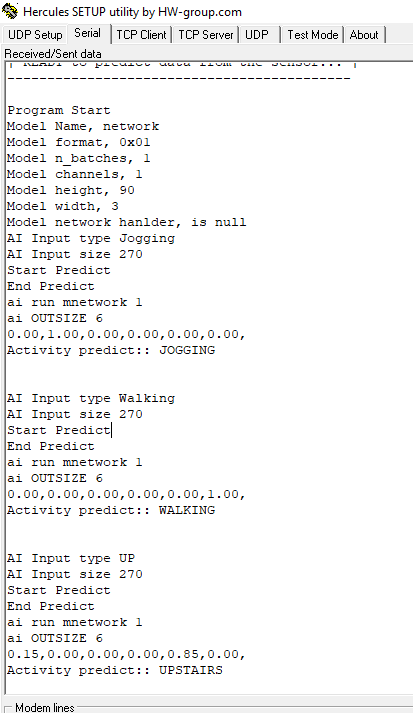 Hercules SETUP utility by HW-group.com
UDP Setup Serial TCP Client TCP Server UDP Test Mode About
Received/Sent data
| READY to predict data from the sensor... |
-------------------------------------------
Program Start
Model Name, network
Model format, 0x01
Model n_batches, 1
Model channels, 1
Model height, 90
Model width, 3
Model network hanlder, is null
AI Input type Jogging
AI Input size 270
Start Predict
End Predict
ai run mnetwork 1
ai OUTSIZE 6
0.00,1.00,0.00,0.00,0.00,0.00,
Activity predict:: JOGGING
AI Input type Walking
AI Input size 270
Start Predict
End Predict
ai run mnetwork 1
ai OUTSIZE 6
0.00,0.00,0.00,0.00,0.00,1.00,
Activity predict:: WALKING
AI Input type UP
AI Input size 270
Start Predict
End Predict
ai run mnetwork 1
ai OUTSIZE 6
0.15,0.00,0.00,0.00,0.85,0.00,
Activity predict:: UPSTAIRS
Modem lines